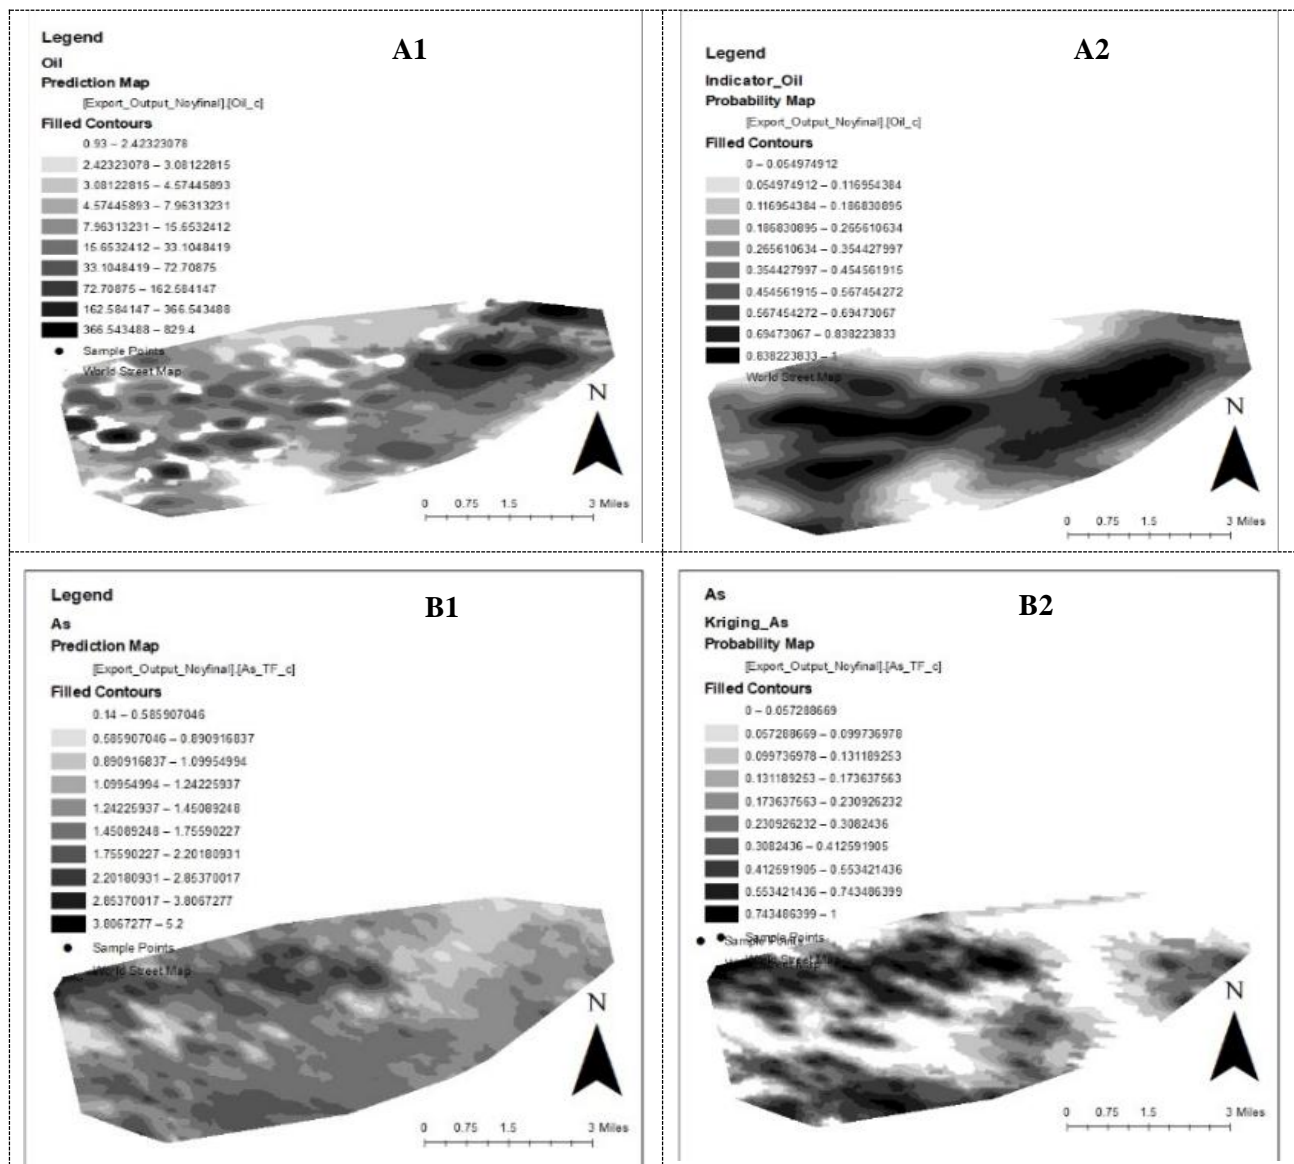 A1
Legend
Oil
Prediction Map
[Export_Output_Noyfinal].[Oil_c]
Filled Contours
0.93 – 2.42323078
2.42323078 – 3.08122815
3.08122815 – 4.57445893
4.57445893 – 7.96313231
7.96313231 – 15.6532412
15.6532412 – 33.1048419
33.1048419 – 72.70875
72.70875 – 162.584147
162.584147 – 366.543488
366.543488 – 829.4
Sample Points
World Street Map
N
0 0.75 1.5 3 Miles
A2
Legend
Indicator_Oil
Probability Map
[Export_Output_Noyfinal].[Oil_c]
Filled Contours
0 – 0.054974912
0.054974912 – 0.116954384
0.116954384 – 0.186830895
0.186830895 – 0.265610634
0.265610634 – 0.354427997
0.354427997 – 0.454561915
0.454561915 – 0.567454272
0.567454272 – 0.69473067
0.69473067 – 0.838223833
0.838223833 – 1
World Street Map
N
0 0.75 1.5 3 Miles
B1
Legend
As
Prediction Map
[Export_Output_Noyfinal].[As_TF_c]
Filled Contours
0.14 – 0.585907046
0.585907046 – 0.890916837
0.890916837 – 1.09954994
1.09954994 – 1.24225937
1.24225937 – 1.45089248
1.45089248 – 1.75590227
1.75590227 – 2.20180931
2.20180931 – 2.85370017
2.85370017 – 3.8067277
3.8067277 – 5.2
Sample Points
World Street Map
N
0 0.75 1.5 3 Miles
B2
As
Kriging_As
Probability Map
[Export_Output_Noyfinal].[As_TF_c]
Filled Contours
0 – 0.057288669
0.057288669 – 0.099736978
0.099736978 – 0.131189253
0.131189253 – 0.173637563
0.173637563 – 0.230926232
0.230926232 – 0.3082436
0.3082436 – 0.412591905
0.412591905 – 0.553421436
0.553421436 – 0.743486399
0.743486399 – 1
Sample Points
World Street Map
N
0 0.75 1.5 3 Miles